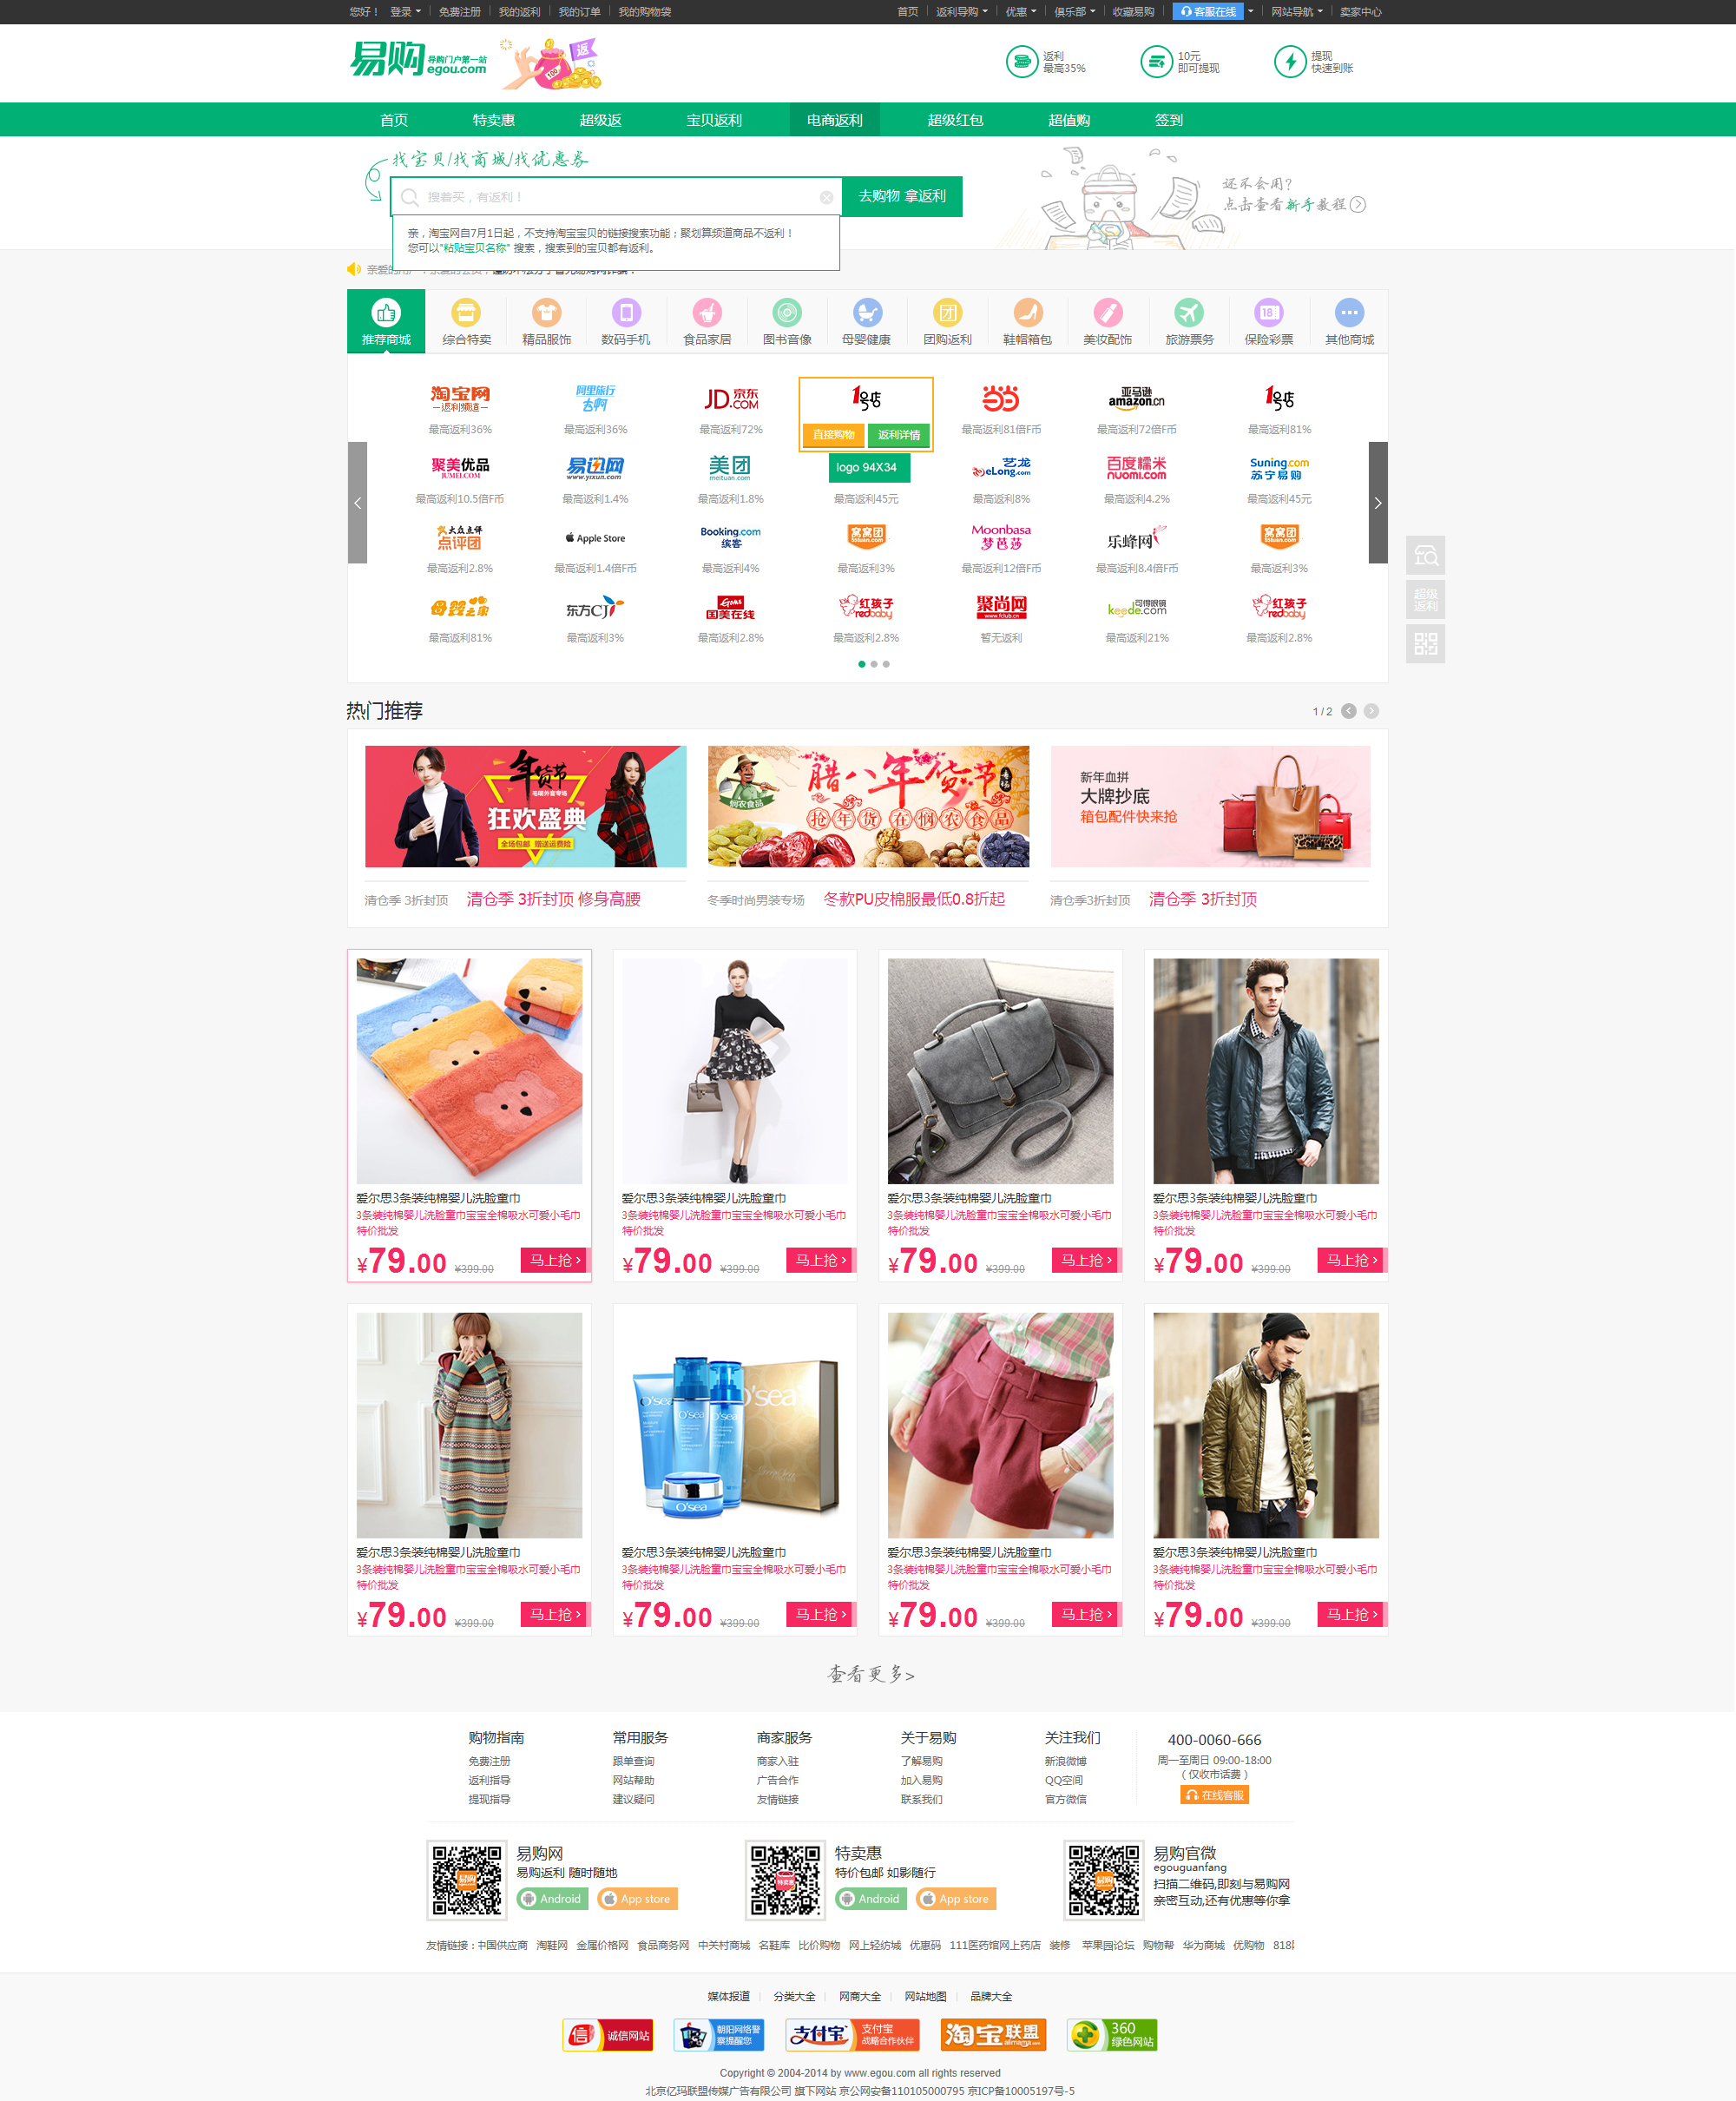 您好！ 登录 免费注册 我的返利 我的订单 我的购物袋
首页 返利导购 优惠 俱乐部 收藏易购 客服在线 网站导航 卖家中心
易购 导购门户第一站 egou.com 返 100
返利 最高35%
10元 即可提现
提现 快速到账
首页 特卖惠 超级返 宝贝返利 电商返利 超级红包 超值购 签到
找宝贝/找商城/找优惠券
搜着买，有返利！ 去购物 拿返利
还不会用？
点击查看新手教程
亲，淘宝网自7月1日起，不支持淘宝宝贝的链接搜索功能；聚划算频道商品不返利！
您可以"粘贴宝贝名称" 搜索，搜索到的宝贝都有返利。
推荐商城 综合特卖 精品服饰 数码手机 食品家居 图书音像 母婴健康 团购返利 鞋帽箱包 美妆配饰 旅游票务 保险彩票 其他商城
淘宝网 返利频道 阿里旅行 去啊 JD 京东 .COM 1号店 当当 亚马逊 amazon.cn 1号店
最高返利36% 最高返利36% 最高返利72% 直接购物 返利详情 最高返利81倍F币 最高返利72倍F币 最高返利81%
聚美优品 JUMEI.COM 易迅网 www.yixun.com 美团 meituan.com logo 94X34 艺龙 eLong.com 百度糯米 nuomi.com Suning.com 苏宁易购
最高返利10.5倍F币 最高返利1.4% 最高返利1.8% 最高返利45元 最高返利8% 最高返利4.2% 最高返利45元
大众点评 点评团 Apple Store Booking.com 缤客 窝窝团 55tuan.com Moonbasa 梦芭莎 乐蜂网 窝窝团 55tuan.com
最高返利2.8% 最高返利1.4倍F币 最高返利4% 最高返利3% 最高返利12倍F币 最高返利8.4倍F币 最高返利3%
母婴之家 东方CJ GOME 国美在线 红孩子 redbaby 聚尚网 www.fclub.cn 可得眼镜 keede.com 红孩子 redbaby
最高返利81% 最高返利3% 最高返利2.8% 最高返利2.8% 暂无返利 最高返利21% 最高返利2.8%
超级
返利
热门推荐 1 / 2
年货节 狂欢盛典 全场包邮 赠送运费险
腊八年货节 抢年货在悯农食品 悯农食品
新年血拼
大牌抄底
箱包配件快来抢
清仓季 3折封顶 清仓季 3折封顶 修身高腰
冬季时尚男装专场 冬款PU皮棉服最低0.8折起
清仓季3折封顶 清仓季 3折封顶
爱尔思3条装纯棉婴儿洗脸童巾
3条装纯棉婴儿洗脸童巾宝宝全棉吸水可爱小毛巾
特价批发
¥79.00 ¥399.00 马上抢 >
爱尔思3条装纯棉婴儿洗脸童巾
3条装纯棉婴儿洗脸童巾宝宝全棉吸水可爱小毛巾
特价批发
¥79.00 ¥399.00 马上抢 >
爱尔思3条装纯棉婴儿洗脸童巾
3条装纯棉婴儿洗脸童巾宝宝全棉吸水可爱小毛巾
特价批发
¥79.00 ¥399.00 马上抢 >
爱尔思3条装纯棉婴儿洗脸童巾
3条装纯棉婴儿洗脸童巾宝宝全棉吸水可爱小毛巾
特价批发
¥79.00 ¥399.00 马上抢 >
O'sea
爱尔思3条装纯棉婴儿洗脸童巾
3条装纯棉婴儿洗脸童巾宝宝全棉吸水可爱小毛巾
特价批发
¥79.00 ¥399.00 马上抢 >
爱尔思3条装纯棉婴儿洗脸童巾
3条装纯棉婴儿洗脸童巾宝宝全棉吸水可爱小毛巾
特价批发
¥79.00 ¥399.00 马上抢 >
爱尔思3条装纯棉婴儿洗脸童巾
3条装纯棉婴儿洗脸童巾宝宝全棉吸水可爱小毛巾
特价批发
¥79.00 ¥399.00 马上抢 >
爱尔思3条装纯棉婴儿洗脸童巾
3条装纯棉婴儿洗脸童巾宝宝全棉吸水可爱小毛巾
特价批发
¥79.00 ¥399.00 马上抢 >
查看更多>
购物指南 常用服务 商家服务 关于易购 关注我们 400-0060-666
免费注册 跟单查询 商家入驻 了解易购 新浪微博 周一至周日 09:00-18:00
返利指导 网站帮助 广告合作 加入易购 QQ空间 （仅收市话费）
提现指导 建议疑问 友情链接 联系我们 官方微信 在线客服
易购网
易购返利 随时随地
Android App store
特卖惠
特价包邮 如影随行
Android App store
易购官微
egouguanfang
扫描二维码,即刻与易购网
亲密互动,还有优惠等你拿
友情链接：中国供应商 淘鞋网 金属价格网 食品商务网 中关村商城 名鞋库 比价购物 网上轻纺城 优惠码 111医药馆网上药店 装修 苹果园论坛 购物帮 华为商城 优购物 818
媒体报道 分类大全 网商大全 网站地图 品牌大全
信 诚信网站 朝阳网络警察提醒您 支付宝 支付宝 战略合作伙伴 淘宝联盟 alimama.com 360 绿色网站
Copyright © 2004-2014 by www.egou.com all rights reserved
北京亿玛联盟传媒广告有限公司 旗下网站 京公网安备110105000795 京ICP备10005197号-5